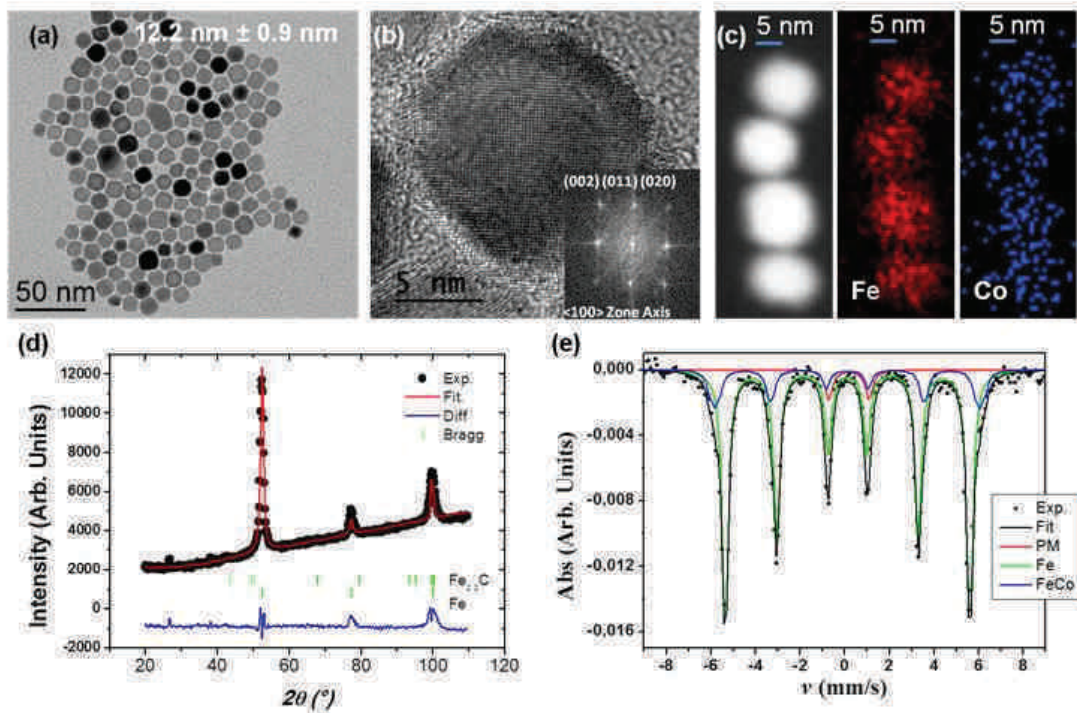 (a)
12.2 nm ± 0.9 nm
50 nm
(b)
(002) (011) (020)
5 nm
<100> Zone Axis
(c)
5 nm
5 nm
5 nm
Fe
Co
(d)
Intensity (Arb. Units)
12000
10000
8000
6000
4000
2000
0
-2000
20
40
60
80
100
120
2θ (°)
Exp.
Fit.
Diff
Bragg
Fe
(e)
Abs (Arb. Units)
0,000
-0,004
-0,008
-0,012
-0,016
-8
-6
-4
-2
0
2
4
6
8
v (mm/s)
Exp.
Fit
PM
Fe
FeCo